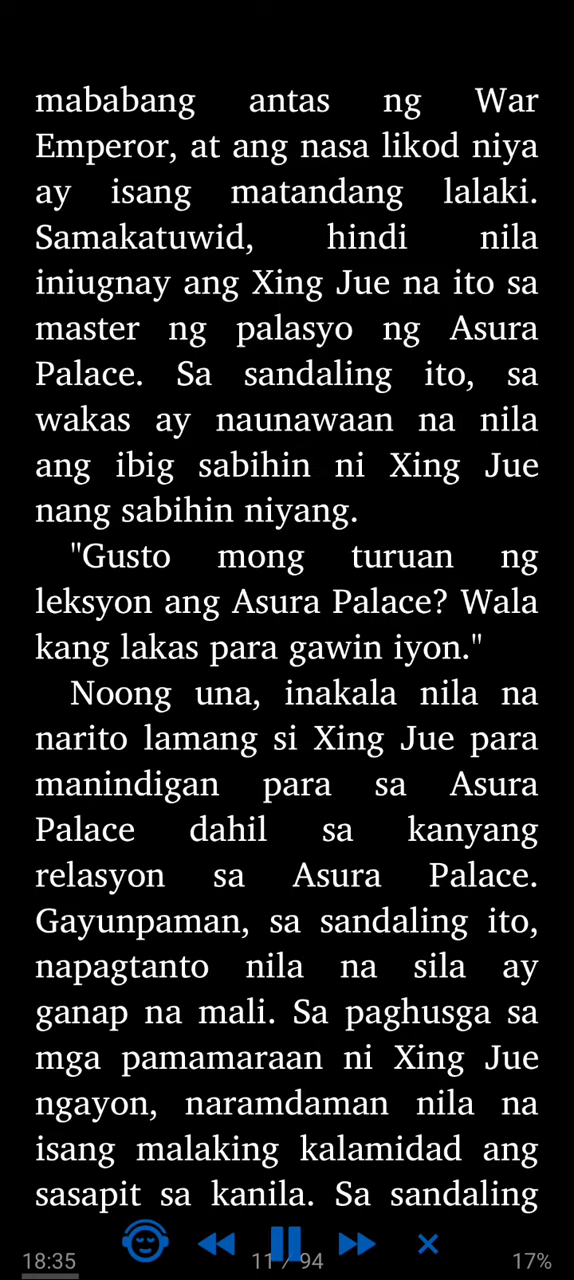 mababang antas ng War
Emperor, at ang nasa likod niya
ay isang matandang lalaki.
Samakatuwid, hindi nila
iniugnay ang Xing Jue na ito sa
master ng palasyo ng Asura
Palace. Sa sandaling ito, sa
wakas ay naunawaan na nila
ang ibig sabihin ni Xing Jue
nang sabihin niyang.
"Gusto mong turuan ng
leksyon ang Asura Palace? Wala
kang lakas para gawin iyon."
Noong una, inakala nila na
narito lamang si Xing Jue para
manindigan para sa Asura
Palace dahil sa kanyang
relasyon sa Asura Palace.
Gayunpaman, sa sandaling ito,
napagtanto nila na sila ay
ganap na mali. Sa paghusga sa
mga pamamaraan ni Xing Jue
ngayon, naramdaman nila na
isang malaking kalamidad ang
sasapit sa kanila. Sa sandaling
18:35 11 / 94 17%